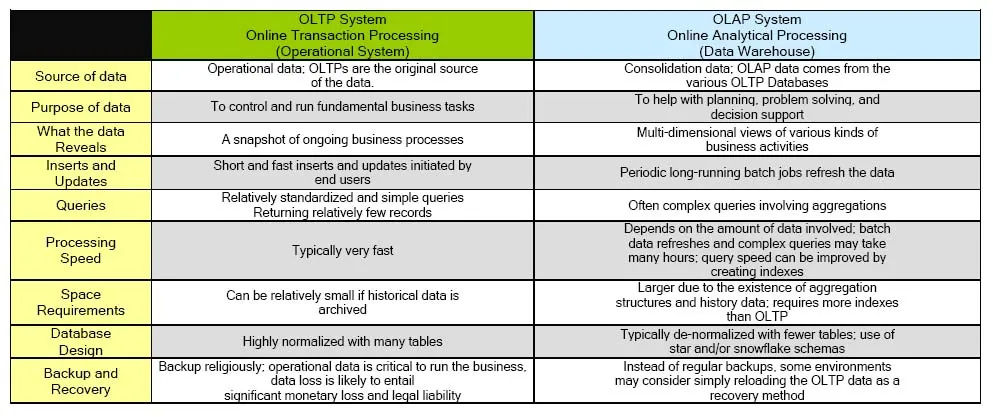 OLTP System
Online Transaction Processing
(Operational System)
OLAP System
Online Analytical Processing
(Data Warehouse)
Source of data
Operational data; OLTPs are the original source
of the data.
Consolidation data; OLAP data comes from the
various OLTP Databases
Purpose of data
To control and run fundamental business tasks
To help with planning, problem solving, and
decision support
What the data
Reveals
A snapshot of ongoing business processes
Multi-dimensional views of various kinds of
business activities
Inserts and
Updates
Short and fast inserts and updates initiated by
end users
Periodic long-running batch jobs refresh the data
Queries
Relatively standardized and simple queries
Returning relatively few records
Often complex queries involving aggregations
Processing
Speed
Typically very fast
Depends on the amount of data involved; batch
data refreshes and complex queries may take
many hours; query speed can be improved by
creating indexes
Space
Requirements
Can be relatively small if historical data is
archived
Larger due to the existence of aggregation
structures and history data; requires more indexes
than OLTP
Database
Design
Highly normalized with many tables
Typically de-normalized with fewer tables; use of
star and/or snowflake schemas
Backup and
Recovery
Backup religiously; operational data is critical to run the business,
data loss is likely to entail
significant monetary loss and legal liability
Instead of regular backups, some environments
may consider simply reloading the OLTP data as a
recovery method